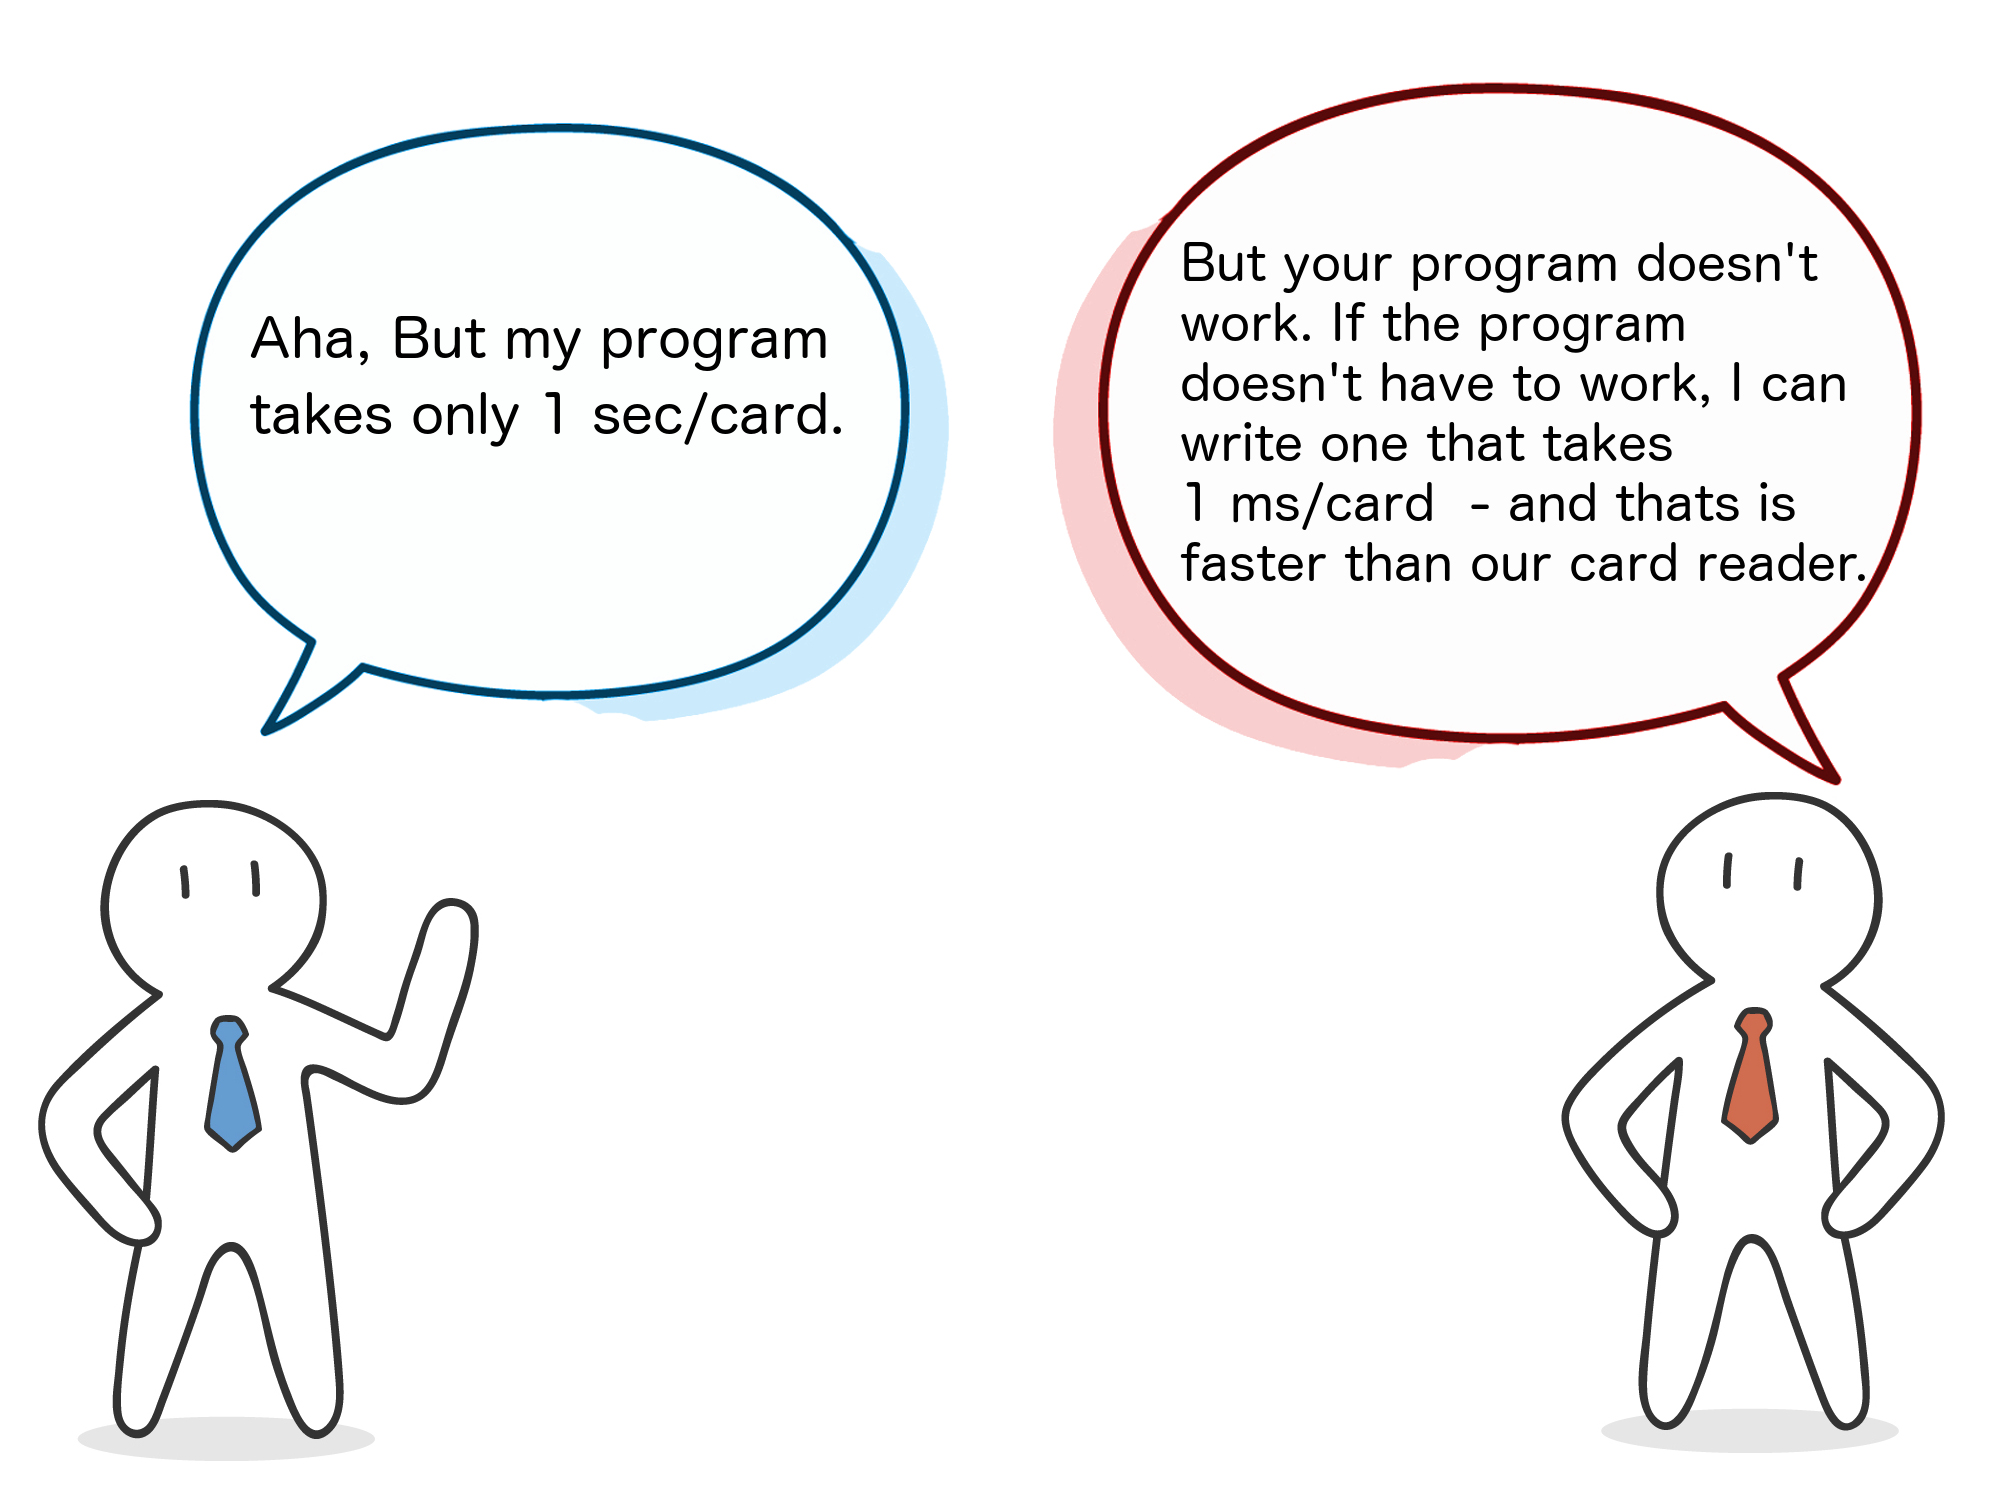 Aha, But my program
takes only 1 sec/card.
But your program doesn't
work. If the program
doesn't have to work, I can
write one that takes
1 ms/card  - and thats is
faster than our card reader.